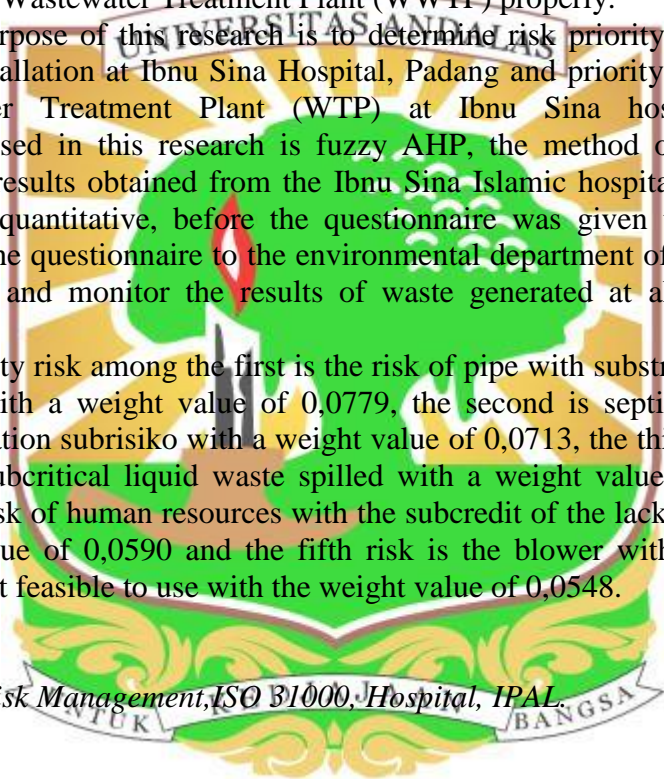 Wastewater Treatment Plant (WWTP) properly.
UNIVERSITAS ANDALAS
rpose of this research is to determine risk priority
allation at Ibnu Sina Hospital, Padang and priority
er Treatment Plant (WTP) at Ibnu Sina hos
sed in this research is fuzzy AHP, the method o
results obtained from the Ibnu Sina Islamic hospita
quantitative, before the questionnaire was given
ne questionnaire to the environmental department of
and monitor the results of waste generated at a
ty risk among the first is the risk of pipe with substr
ith a weight value of 0,0779, the second is septi
ation subrisiko with a weight value of 0,0713, the thi
ubcritical liquid waste spilled with a weight value
sk of human resources with the subcredit of the lack
ue of 0,0590 and the fifth risk is the blower with
t feasible to use with the weight value of 0,0548.
isk Management,ISO 31000, Hospital, IPAL.
UNTUK KEDJAJAAN BANGSA